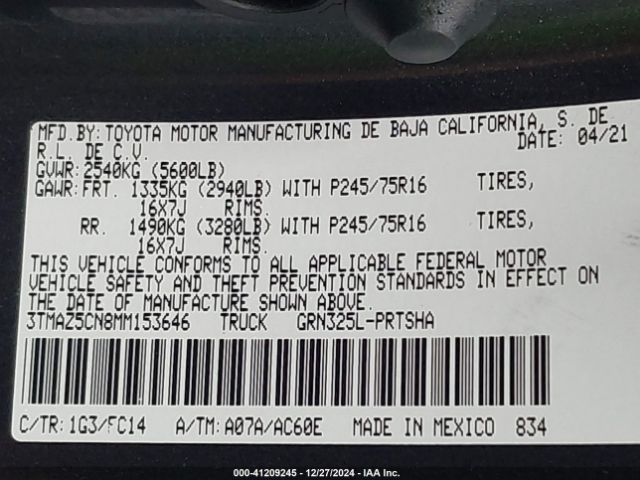 MFD.BY:TOYOTA MOTOR MANUFACTURING DE BAJA CALIFORNIA, S. DE
R.L. DE C.V. DATE: 04/21
GVWR:2540KG (5600LB)
GAWR:FRT. 1335KG (2940LB) WITH P245/75R16 TIRES,
16X7J RIMS.
RR. 1490KG (3280LB) WITH P245/75R16 TIRES,
16X7J RIMS.
THIS VEHICLE CONFORMS TO ALL APPLICABLE FEDERAL MOTOR
VEHICLE SAFETY AND THEFT PREVENTION STANDARDS IN EFFECT ON
THE DATE OF MANUFACTURE SHOWN ABOVE.
3TMAZ5CN8MM153646 TRUCK GRN325L-PRTSHA
C/TR:1G3/FC14 A/TM:A07A/AC60E MADE IN MEXICO 834
000-41209245 - 12/27/2024 - IAA Inc.